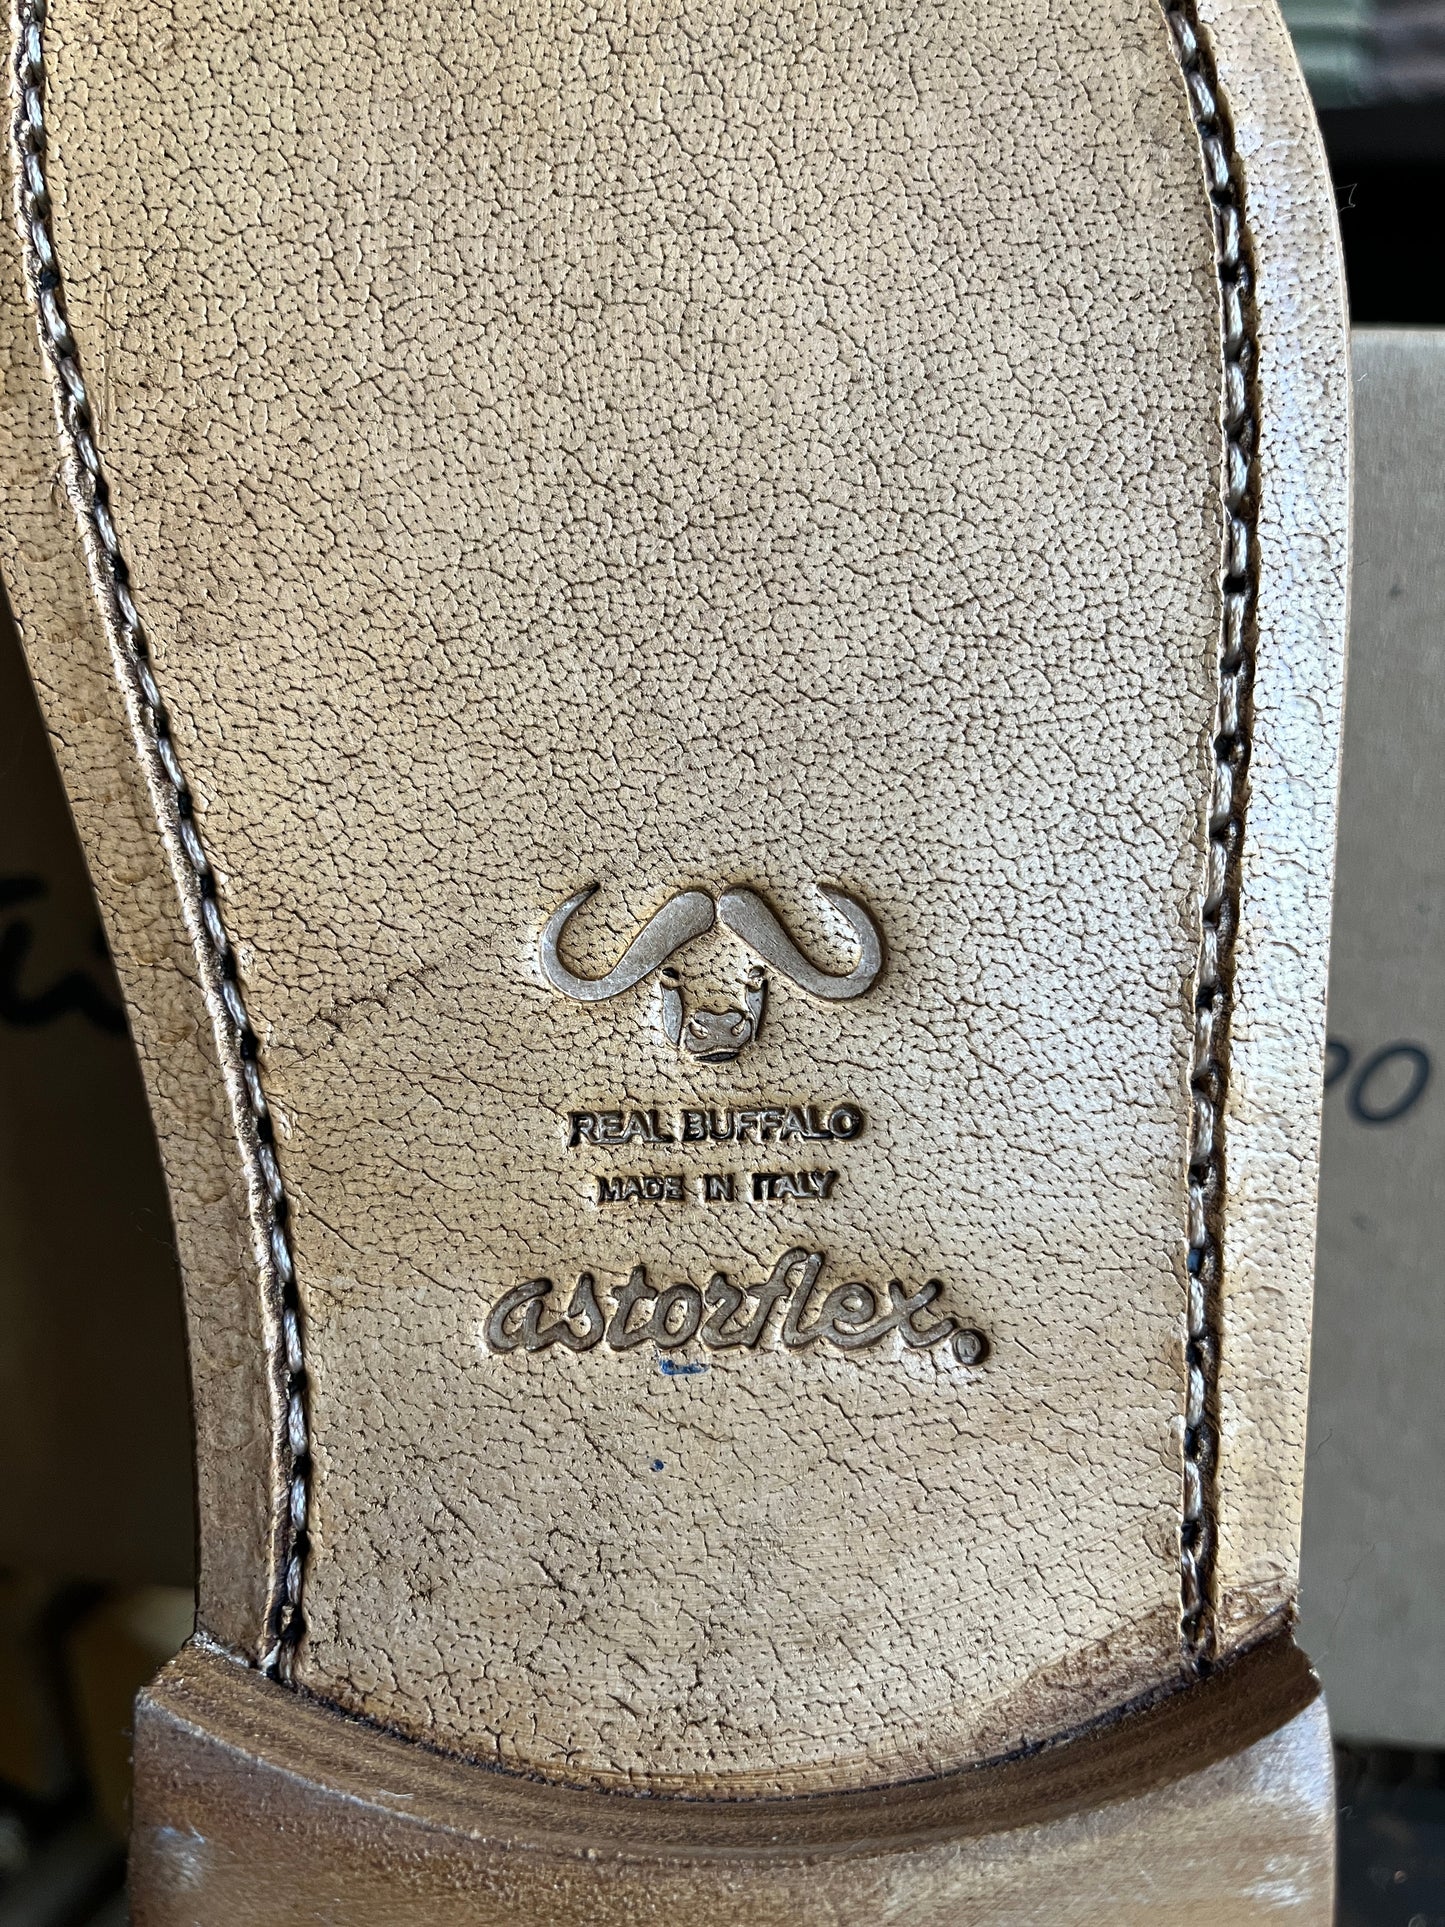 REAL BUFFALO
MADE IN ITALY
astorflex®